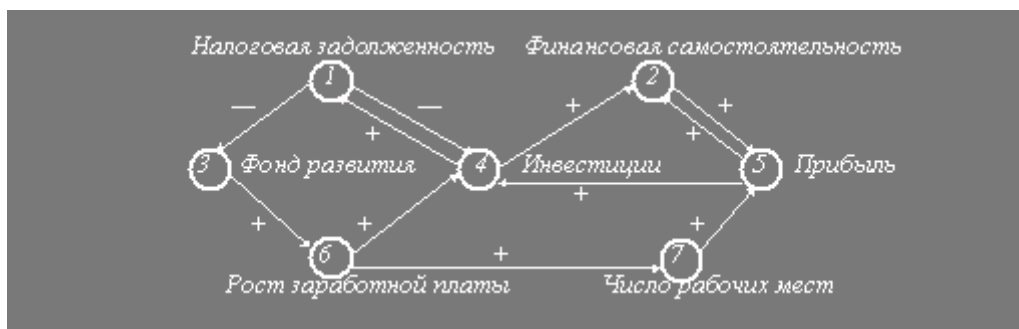 Налоговая задолженность Финансовая самостоятельность
1 2
— — + +
+ +
3 Фонд развития 4 Инвестиции 5 Прибыль
+
+ + +
+
6 7
Рост заработной платы Число рабочих мест